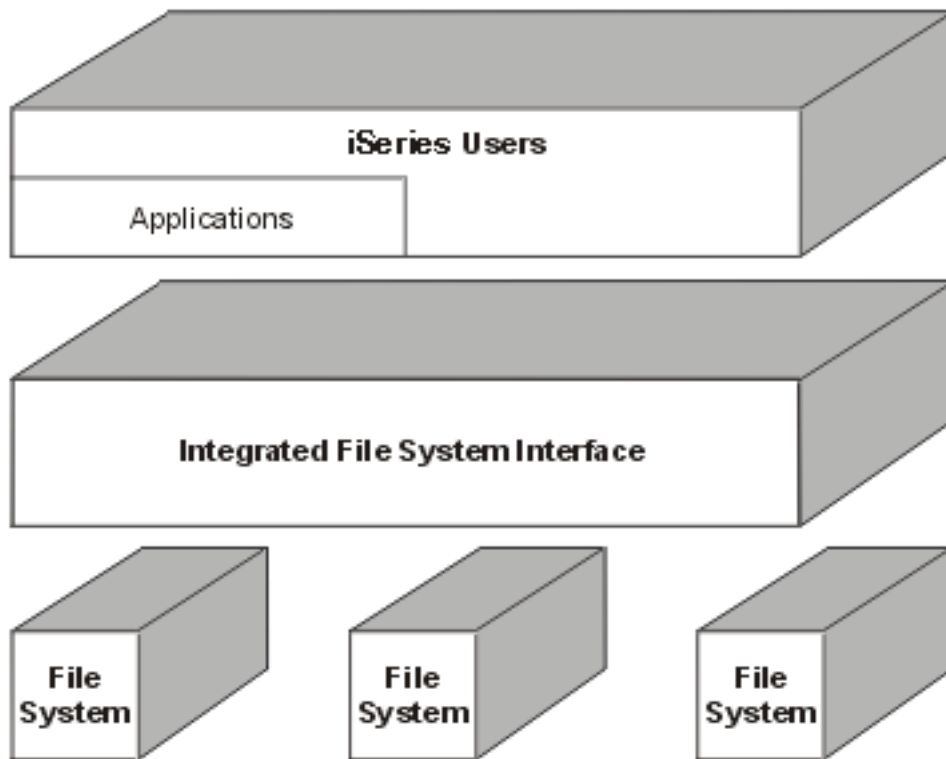 iSeries Users
Applications
Integrated File System Interface
File
System
File
System
File
System